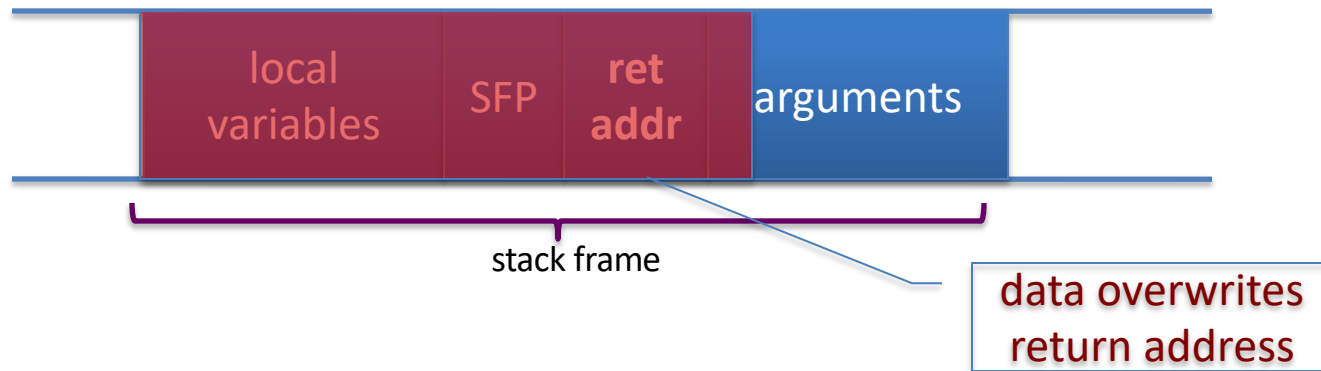 local
variables
SFP
ret
addr
arguments
stack frame
data overwrites
return address